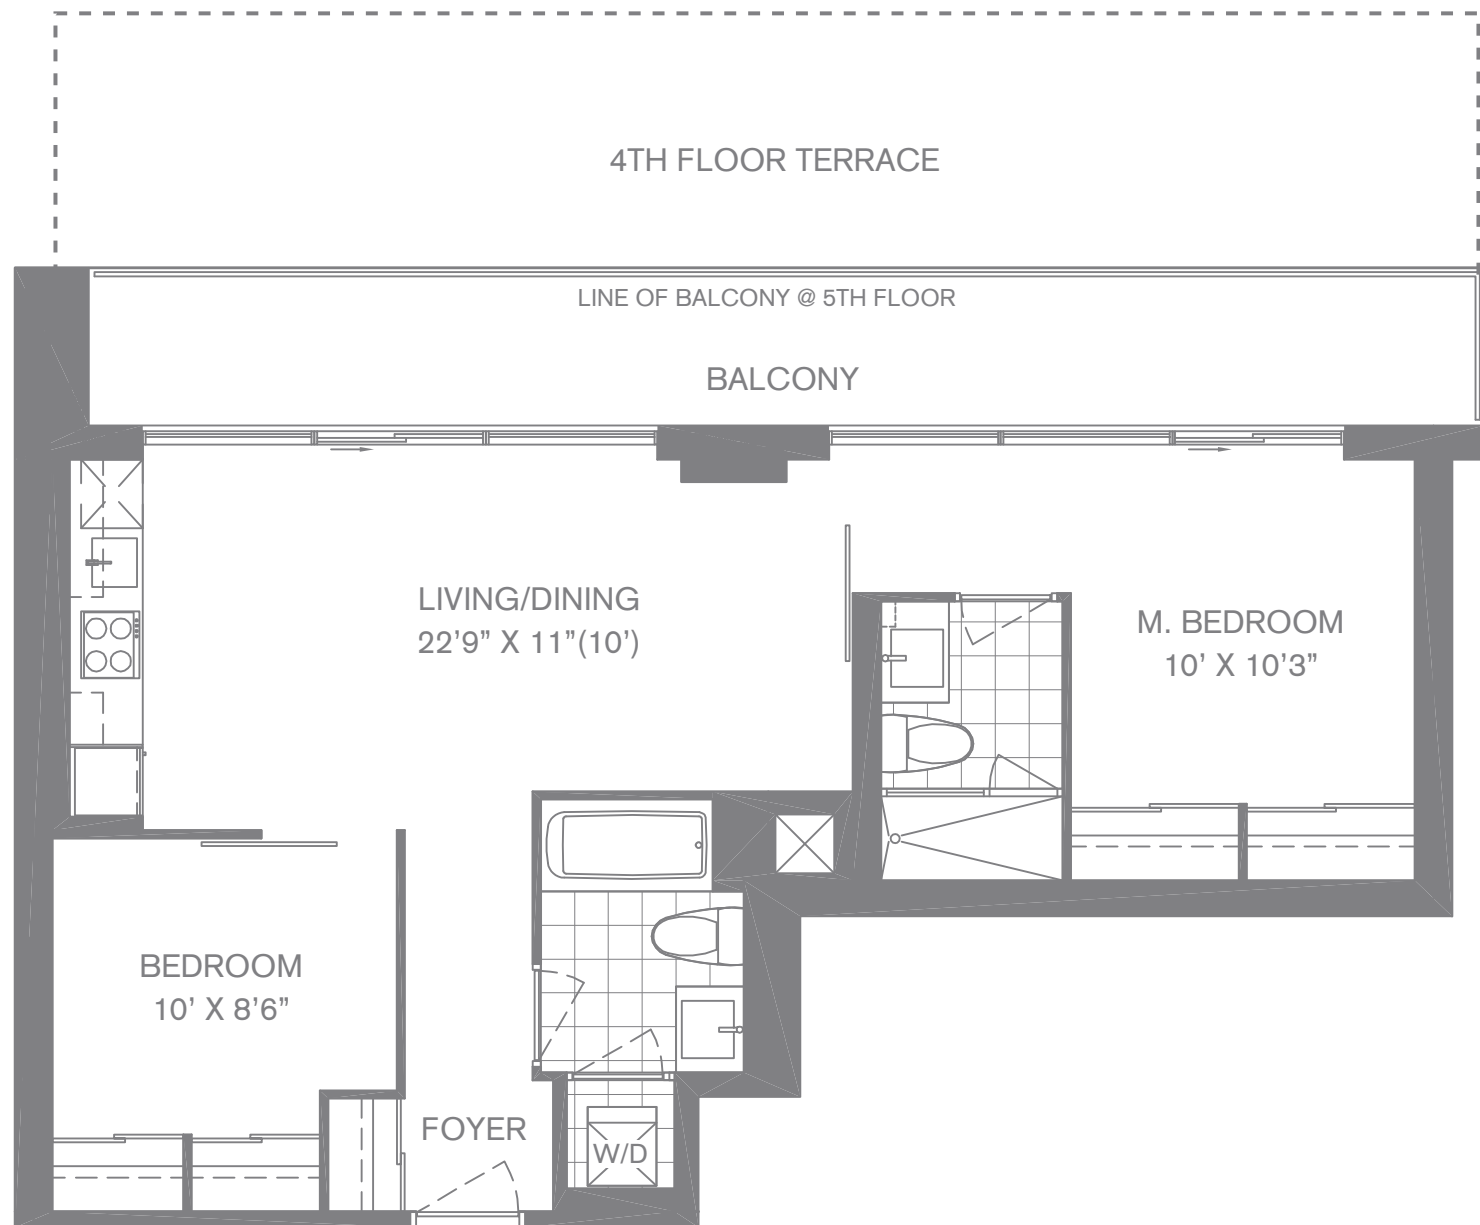 4TH FLOOR TERRACE
LINE OF BALCONY @ 5TH FLOOR
BALCONY
LIVING/DINING
22'9” X 11”(10')
M. BEDROOM
10' X 10'3”
BEDROOM
10' X 8'6”
FOYER
W/D